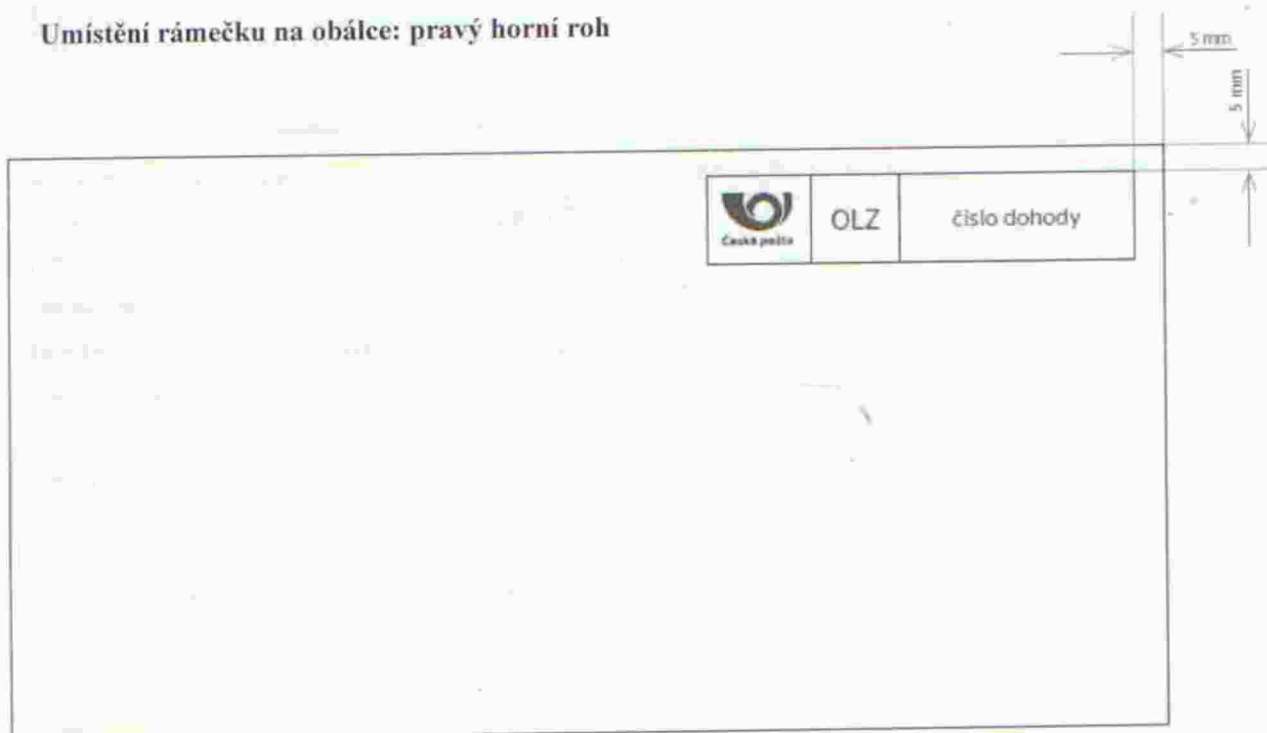 Umístění rámečku na obálce: pravý horní roh
5 mm
5 mm
Česká pošta
OLZ
číslo dohody